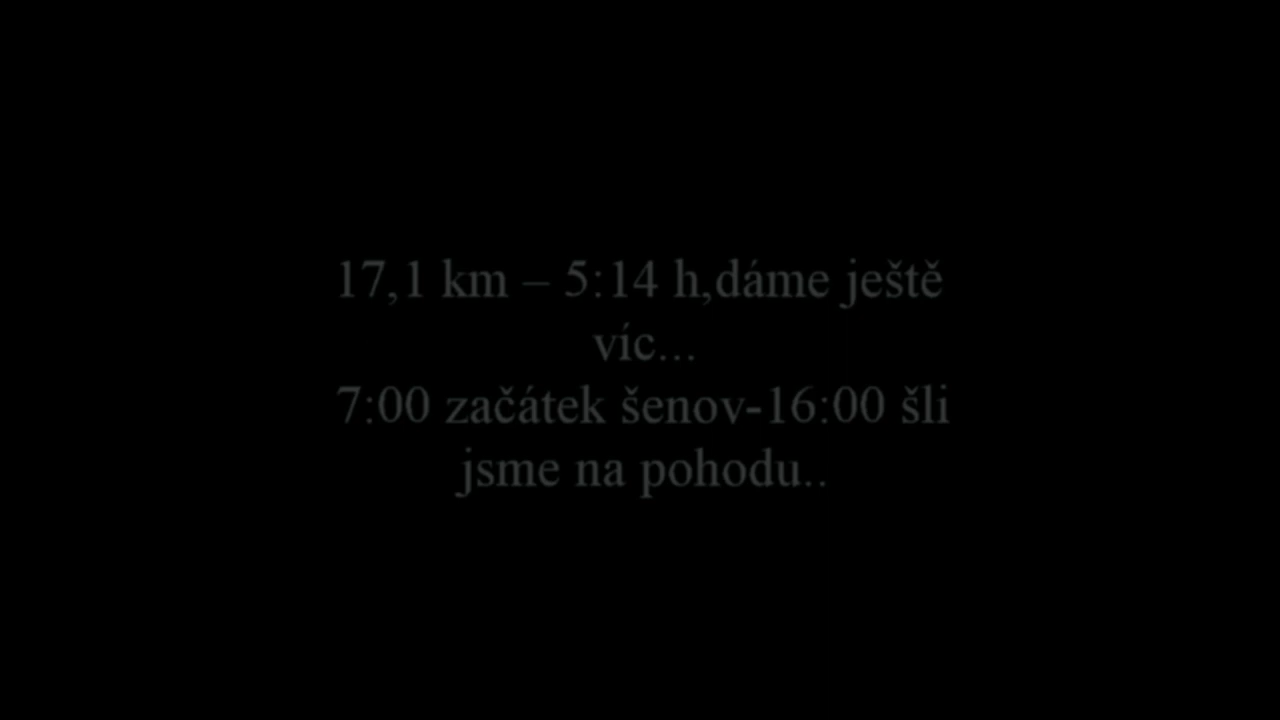 17,1 km – 5:14 h,dáme ještě
víc...
7:00 začátek šenov-16:00 šli
jsme na pohodu..